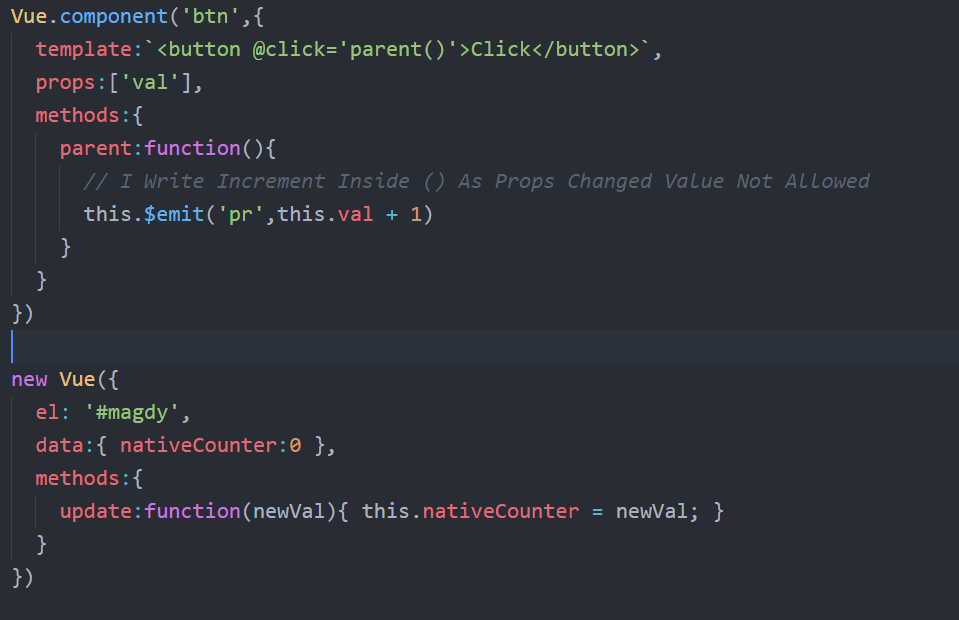 Vue.component('btn',{
  template:`<button @click='parent()'>Click</button>`,
  props:['val'],
  methods:{
    parent:function(){
      // I Write Increment Inside () As Props Changed Value Not Allowed
      this.$emit('pr',this.val + 1)
    }
  }
})
new Vue({
  el: '#magdy',
  data:{ nativeCounter:0 },
  methods:{
    update:function(newVal){ this.nativeCounter = newVal; }
  }
})